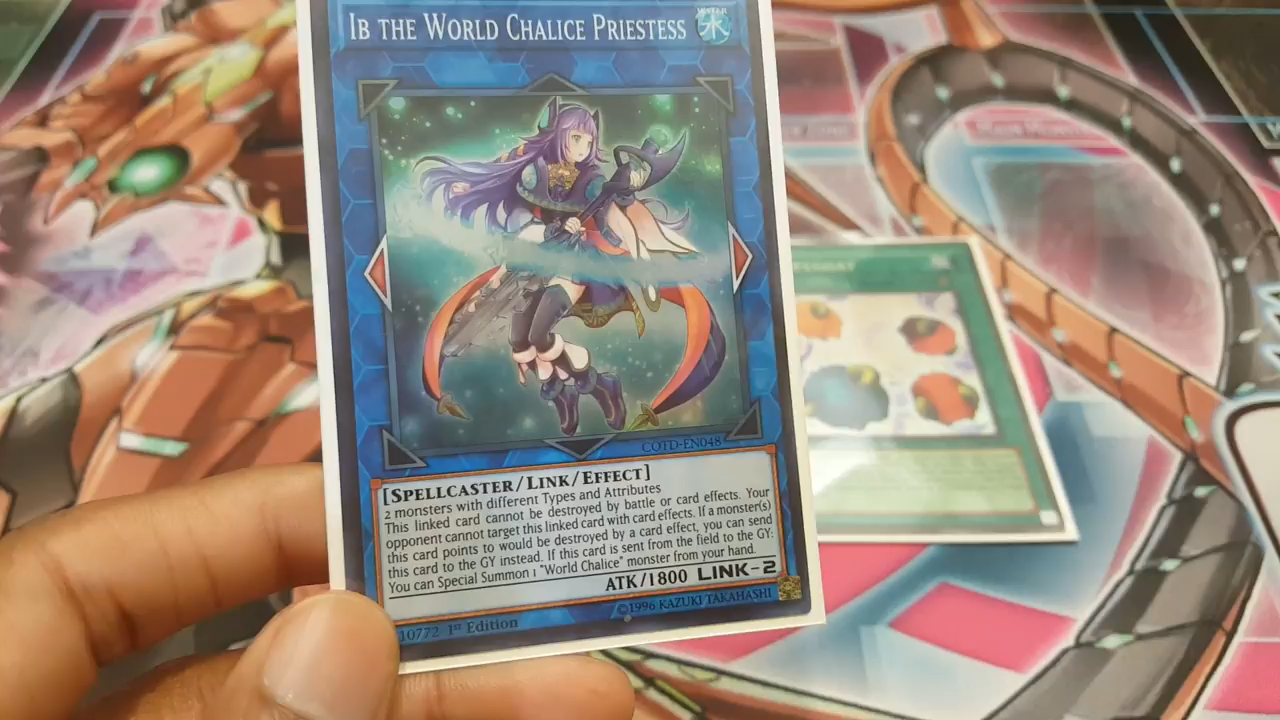 IB THE WORLD CHALICE PRIESTESS
WATER
水
COTD-EN048
[SPELLCASTER/LINK/EFFECT]
2 monsters with different Types and Attributes
This linked card cannot be destroyed by battle or card effects. Your
opponent cannot target this linked card with card effects. If a monster(s)
this card points to would be destroyed by a card effect, you can send
this card to the GY instead. If this card is sent from the field to the GY:
You can Special Summon 1 "World Chalice" monster from your hand.
ATK/1800 LINK-2
10772 1st Edition
©1996 KAZUKI TAKAHASHI